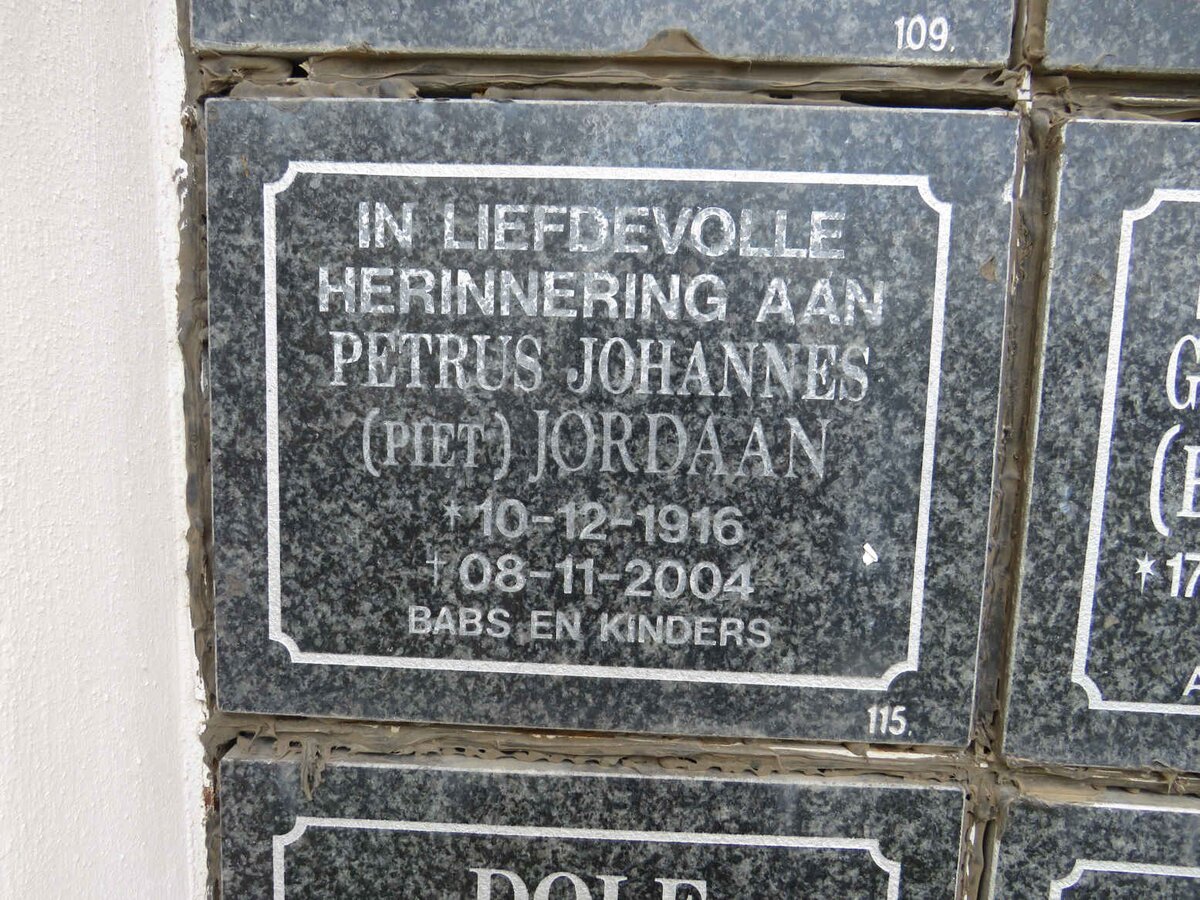 109.
IN LIEFDEVOLLE
HERINNERING AAN
PETRUS JOHANNES
(PIET) JORDAAN
* 10-12-1916
† 08-11-2004
BABS EN KINDERS
115.